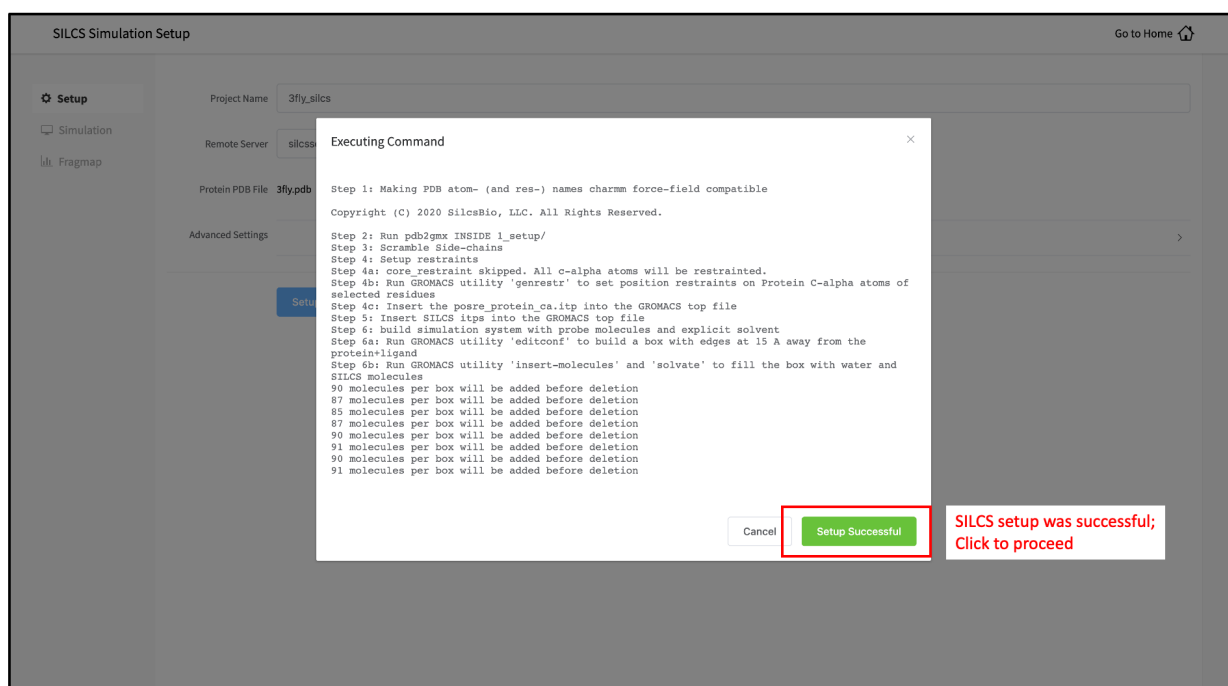 SILCS Simulation Setup
Go to Home
Setup
Simulation
Fragmap
Project Name
3fly_silcs
Remote Server
Protein PDB File
3fly.pdb
Advanced Settings
Executing Command
Step 1: Making PDB atom- (and res-) names charmm force-field compatible
Copyright (C) 2020 SilcsBio, LLC. All Rights Reserved.
Step 2: Run pdb2gmx INSIDE 1_setup/
Step 3: Scramble Side-chains
Step 4: Setup restraints
Step 4a: core_restraint skipped. All c-alpha atoms will be restrainted.
Step 4b: Run GROMACS utility 'genrestr' to set position restraints on Protein C-alpha atoms of
selected residues
Step 4c: Insert the posre_protein_ca.itp into the GROMACS top file
Step 5: Insert SILCS itps into the GROMACS top file
Step 6: build simulation system with probe molecules and explicit solvent
Step 6a: Run GROMACS utility 'editconf' to build a box with edges at 15 A away from the
protein+ligand
Step 6b: Run GROMACS utility 'insert-molecules' and 'solvate' to fill the box with water and
SILCS molecules
90 molecules per box will be added before deletion
87 molecules per box will be added before deletion
85 molecules per box will be added before deletion
87 molecules per box will be added before deletion
90 molecules per box will be added before deletion
91 molecules per box will be added before deletion
90 molecules per box will be added before deletion
91 molecules per box will be added before deletion
Cancel
Setup Successful
SILCS setup was successful;
Click to proceed